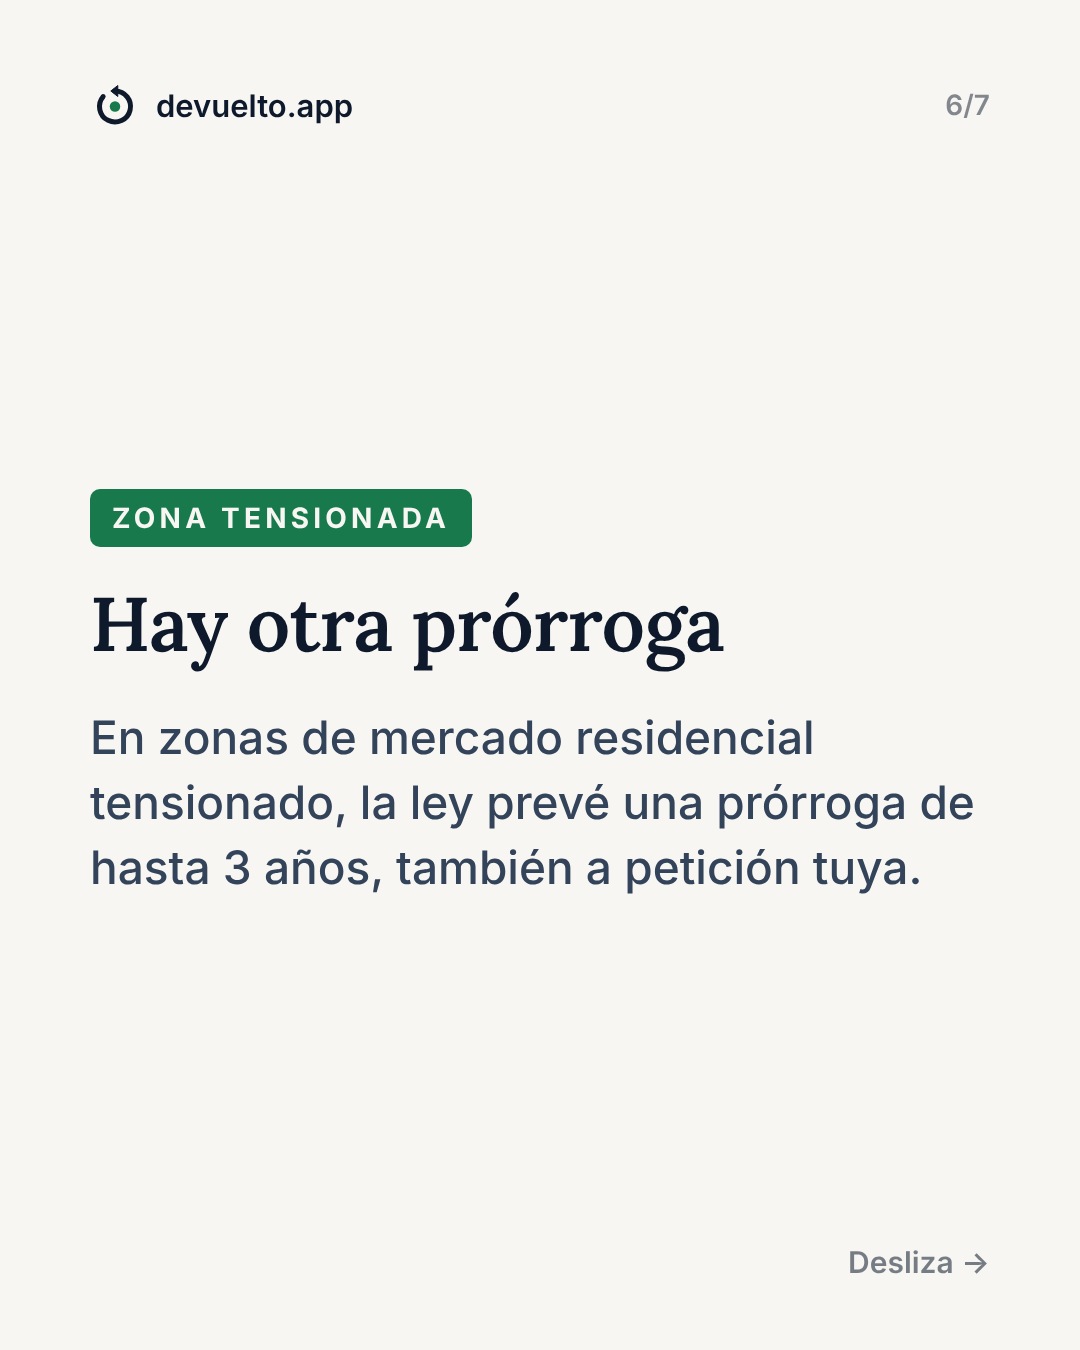 devuelto.app
6/7
ZONA TENSIONADA
Hay otra prórroga
En zonas de mercado residencial
tensionado, la ley prevé una prórroga de
hasta 3 años, también a petición tuya.
Desliza →